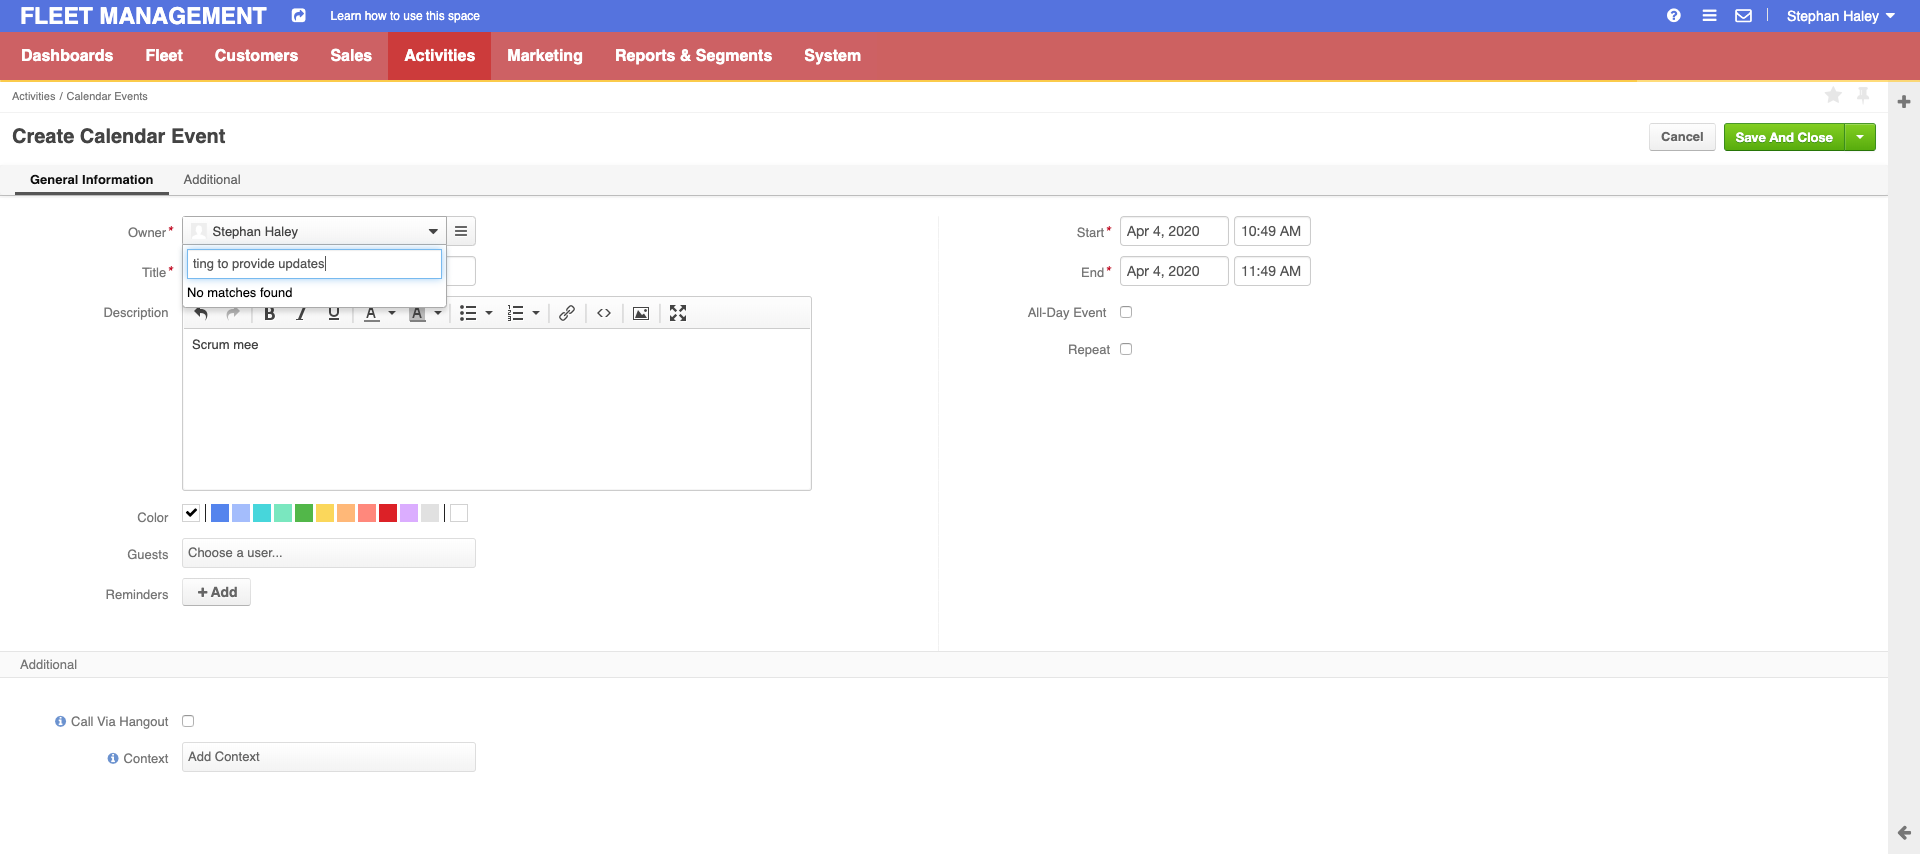 FLEET MANAGEMENT
Learn how to use this space
Stephan Haley
Dashboards Fleet Customers Sales Activities Marketing Reports & Segments System
Activities / Calendar Events
Create Calendar Event
Cancel
Save And Close
General Information
Additional
Owner*
Stephan Haley
ting to provide updates
No matches found
Title*
Description
B I U A A
Scrum mee
Color
Guests
Choose a user...
Reminders
+ Add
Start*
Apr 4, 2020
10:49 AM
End*
Apr 4, 2020
11:49 AM
All-Day Event
Repeat
Additional
Call Via Hangout
Context
Add Context